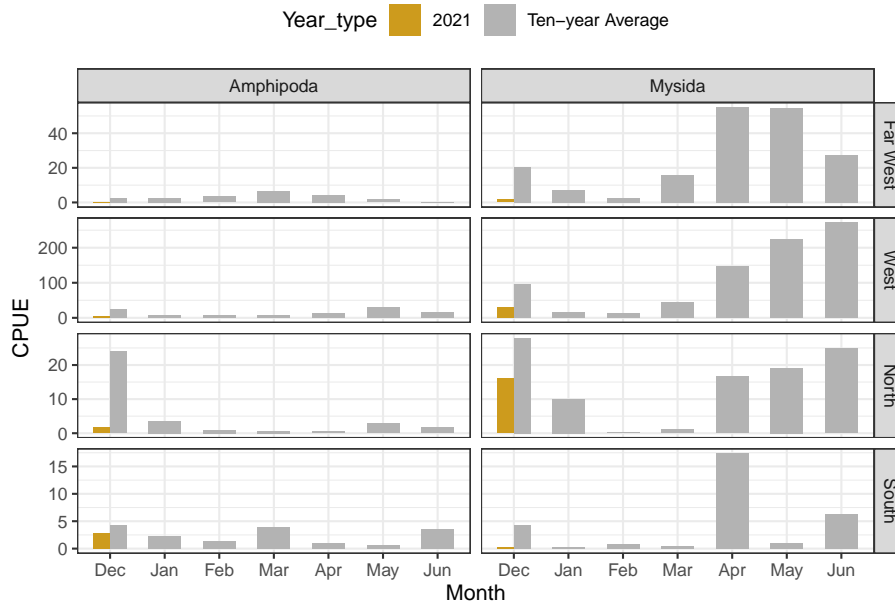 Year_type 2021 Ten-year Average
Amphipoda Mysida
40
20
0
Far West
200
100
0
West
20
10
0
North
15
10
5
0
South
CPUE
Dec Jan Feb Mar Apr May Jun Dec Jan Feb Mar Apr May Jun
Month